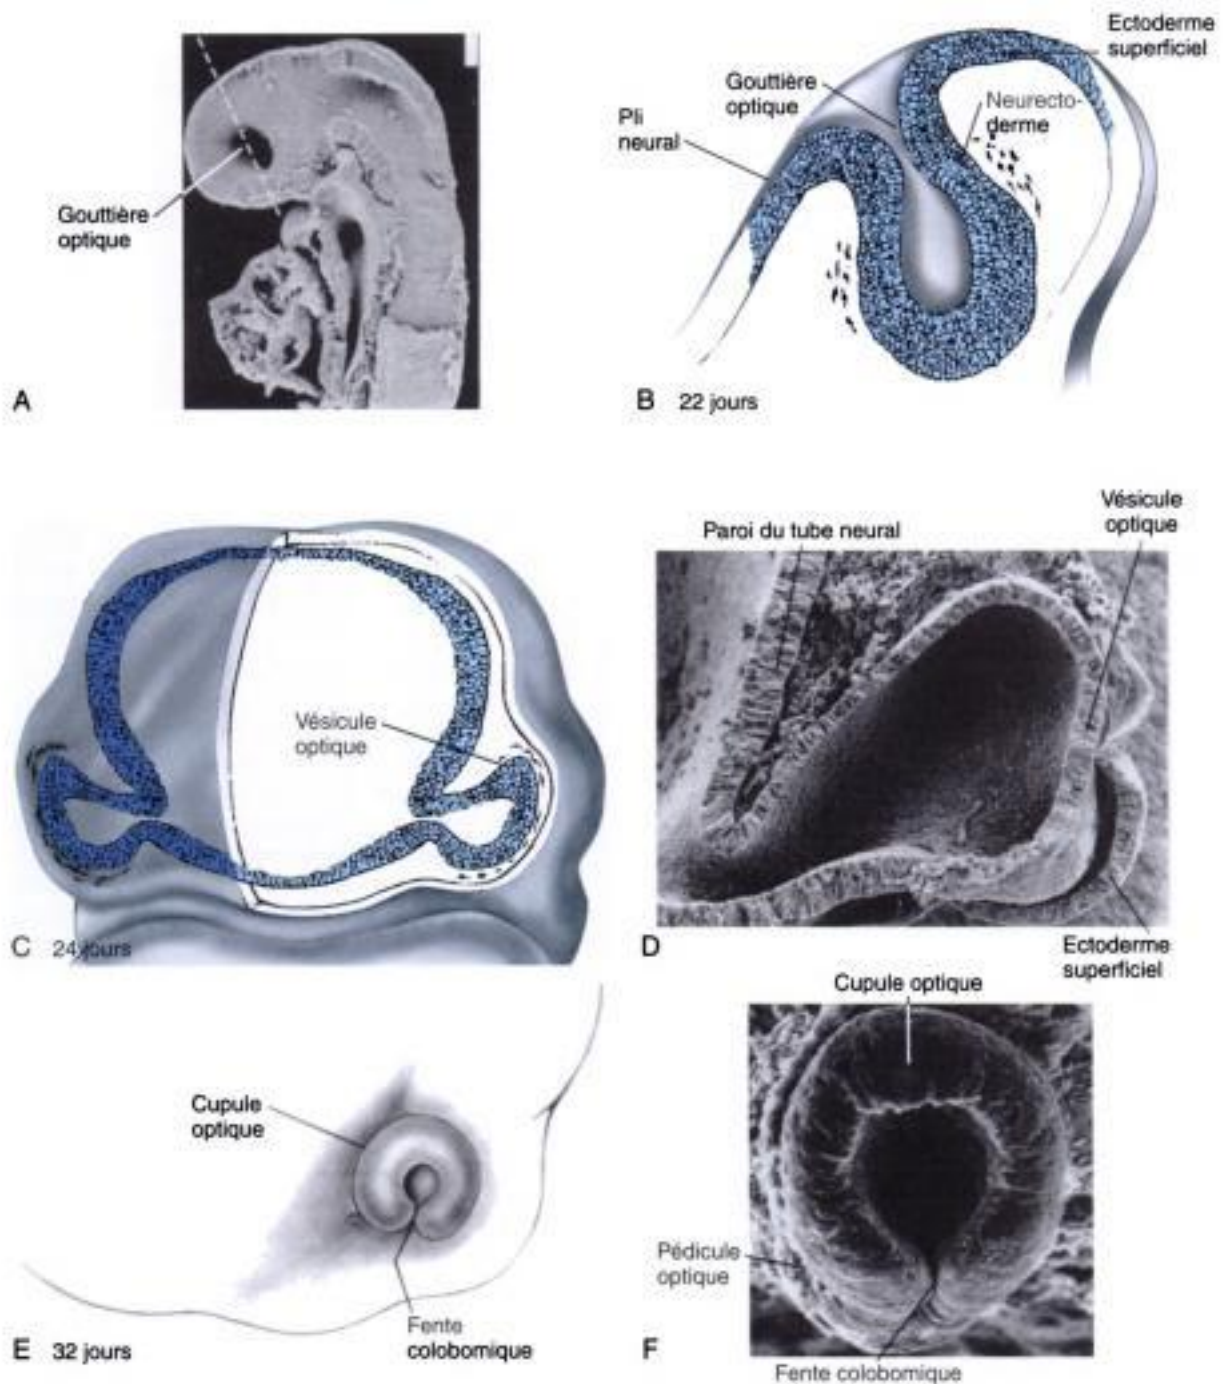 Gouttière
optique
A
Ectoderme
superficiel
Gouttière
optique
Neurecto-
derme
Pli
neural
B 22 jours
Vésicule
optique
C 24 jours
Vésicule
optique
Paroi du tube neural
D
Ectoderme
superficiel
Cupule
optique
Fente
colobomique
E 32 jours
Cupule optique
Pédicule
optique
F
Fente colobomique